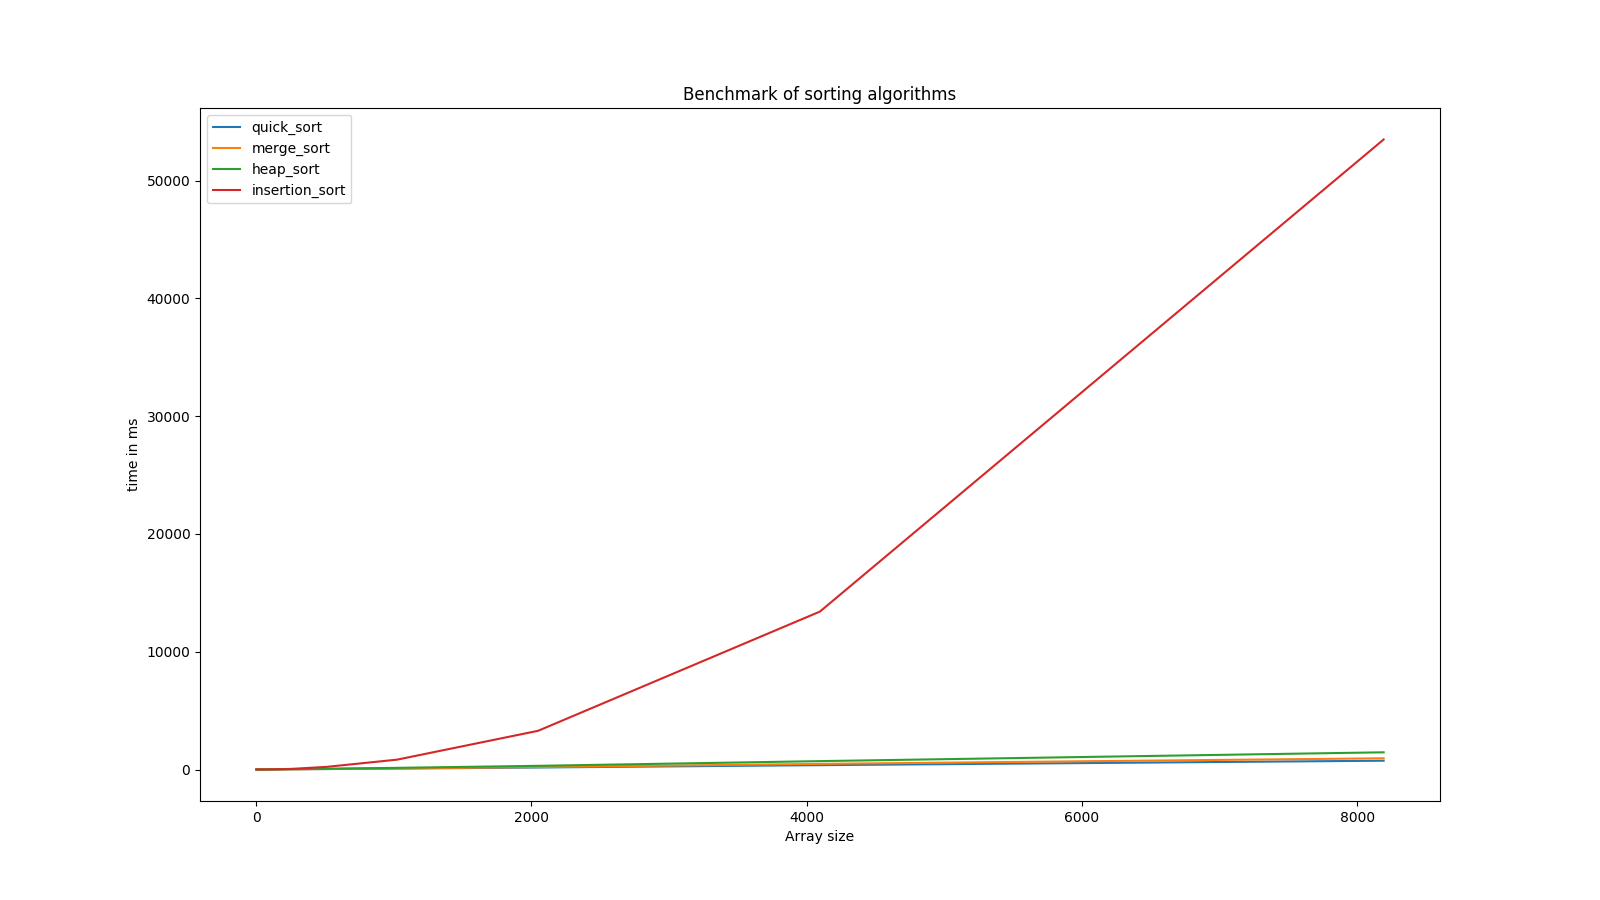 Benchmark of sorting algorithms
quick_sort
merge_sort
heap_sort
insertion_sort
50000
40000
30000
20000
10000
0
time in ms
0 2000 4000 6000 8000
Array size